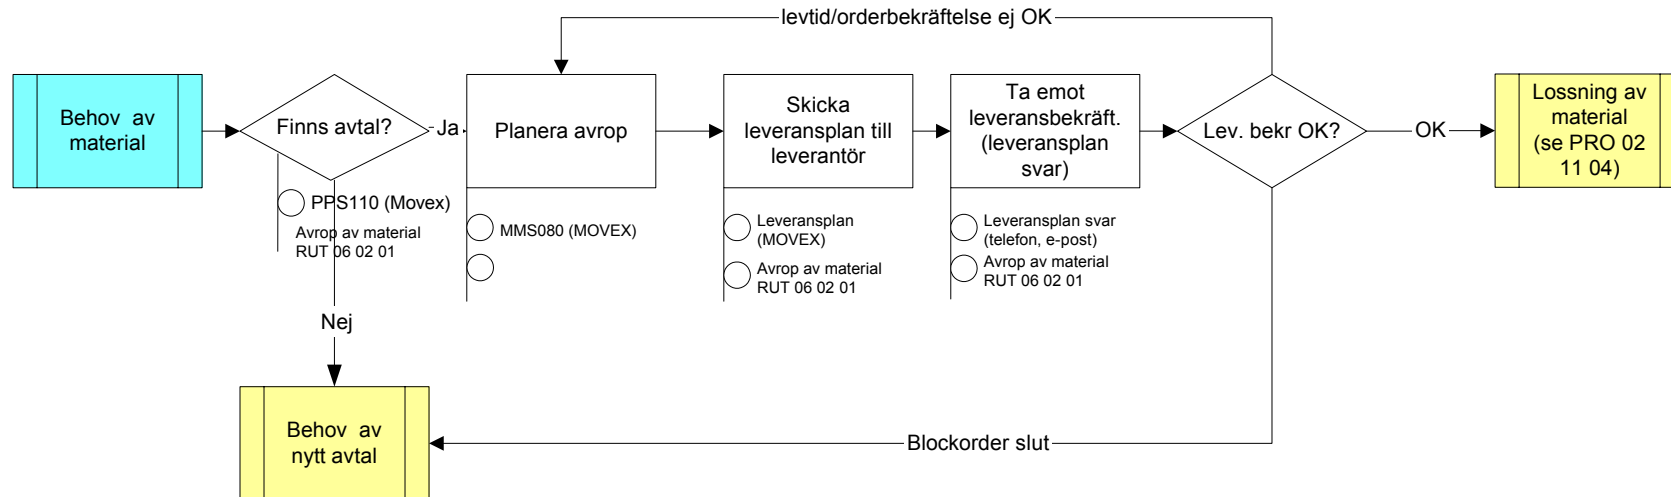 levtid/orderbekräftelse ej OK
Behov av
material
Finns avtal?
Ja
Planera avrop
Skicka
leveransplan till
leverantör
Ta emot
leveransbekräft.
(leveransplan
svar)
Lev. bekr OK?
OK
Lossning av
material
(se PRO 02
11 04)
PPS110 (Movex)
Avrop av material
RUT 06 02 01
MMS080 (MOVEX)
Leveransplan
(MOVEX)
Avrop av material
RUT 06 02 01
Leveransplan svar
(telefon, e-post)
Avrop av material
RUT 06 02 01
Nej
Behov av
nytt avtal
Blockorder slut